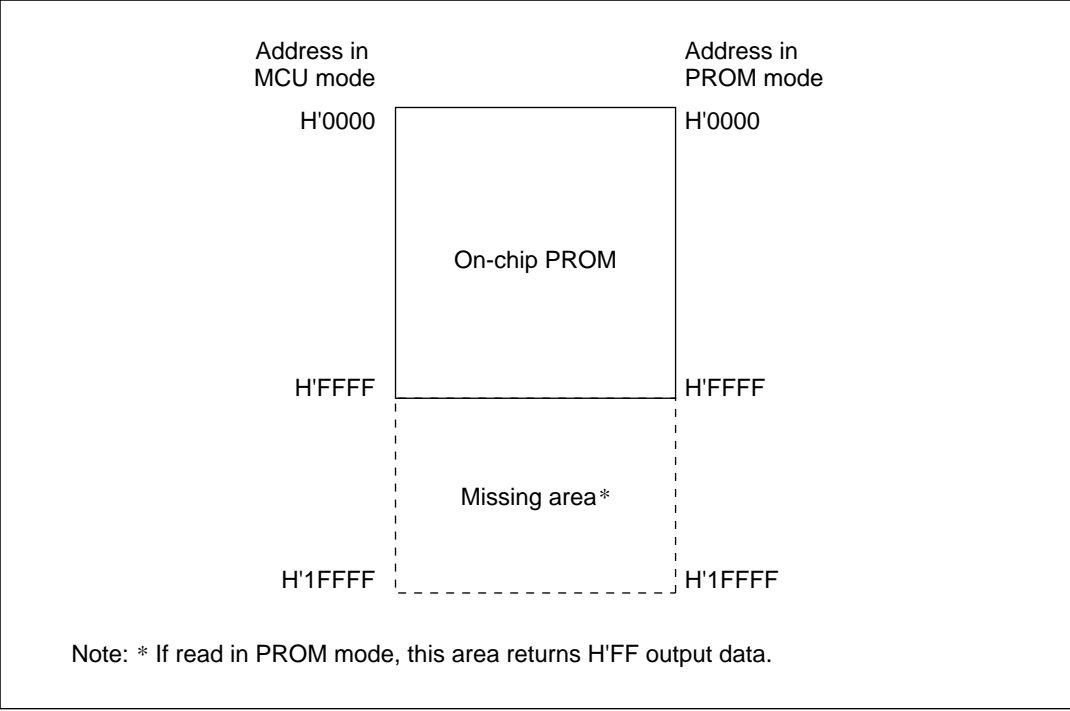 Address in
MCU mode
Address in
PROM mode
H'0000
H'0000
On-chip PROM
H'FFFF
H'FFFF
Missing area*
H'1FFFF
H'1FFFF
Note: * If read in PROM mode, this area returns H'FF output data.